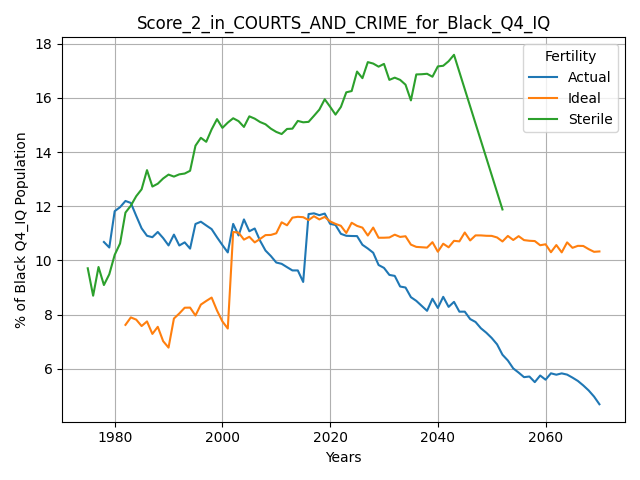 Score_2_in_COURTS_AND_CRIME_for_Black_Q4_IQ
% of Black Q4_IQ Population
18
16
14
12
10
8
6
Fertility
Actual
Ideal
Sterile
1980
2000
2020
2040
2060
Years